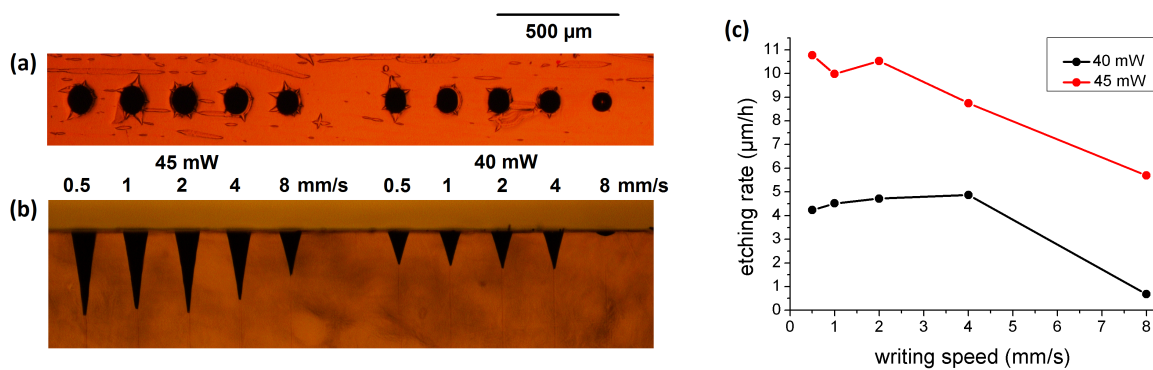 500 µm
(a)
45 mW 40 mW
0.5 1 2 4 8 mm/s 0.5 1 2 4 8 mm/s
(b)
(c)
11
10
9
8
7
6
5
4
3
2
1
0
etching rate (µm/h)
40 mW
45 mW
0 1 2 3 4 5 6 7 8
writing speed (mm/s)